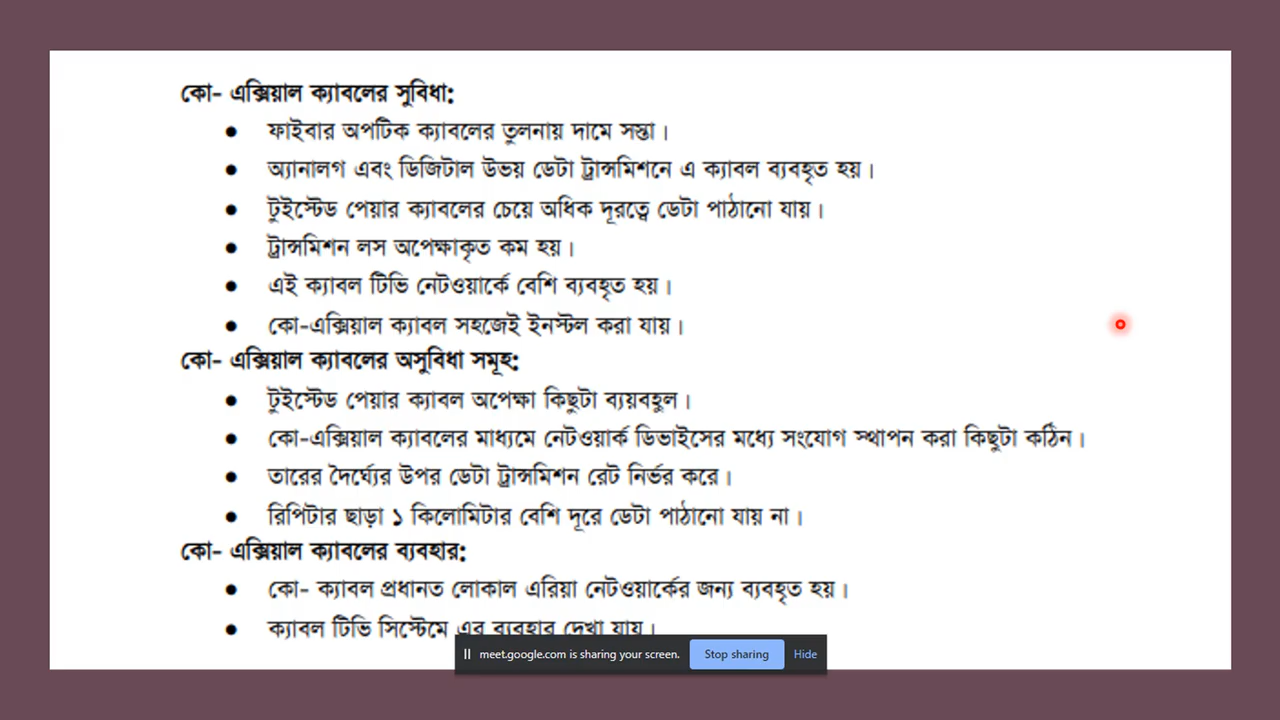 কো- এক্সিয়াল ক্যাবলের সুবিধা:
● ফাইবার অপটিক ক্যাবলের তুলনায় দামে সস্তা।
● অ্যানালগ এবং ডিজিটাল উভয় ডেটা ট্রান্সমিশনে এ ক্যাবল ব্যবহৃত হয়।
● টুইস্টেড পেয়ার ক্যাবলের চেয়ে অধিক দূরত্বে ডেটা পাঠানো যায়।
● ট্রান্সমিশন লস অপেক্ষাকৃত কম হয়।
● এই ক্যাবল টিভি নেটওয়ার্কে বেশি ব্যবহৃত হয়।
● কো-এক্সিয়াল ক্যাবল সহজেই ইনস্টল করা যায়।
কো- এক্সিয়াল ক্যাবলের অসুবিধা সমূহ:
● টুইস্টেড পেয়ার ক্যাবল অপেক্ষা কিছুটা ব্যয়বহুল।
● কো-এক্সিয়াল ক্যাবলের মাধ্যমে নেটওয়ার্ক ডিভাইসের মধ্যে সংযোগ স্থাপন করা কিছুটা কঠিন।
● তারের দৈর্ঘ্যের উপর ডেটা ট্রান্সমিশন রেট নির্ভর করে।
● রিপিটার ছাড়া ১ কিলোমিটার বেশি দূরে ডেটা পাঠানো যায় না।
কো- এক্সিয়াল ক্যাবলের ব্যবহার:
● কো- ক্যাবল প্রধানত লোকাল এরিয়া নেটওয়ার্কের জন্য ব্যবহৃত হয়।
● ক্যাবল টিভি সিস্টেমে এর ব্যবহার দেখা যায়।
meet.google.com is sharing your screen. Stop sharing Hide